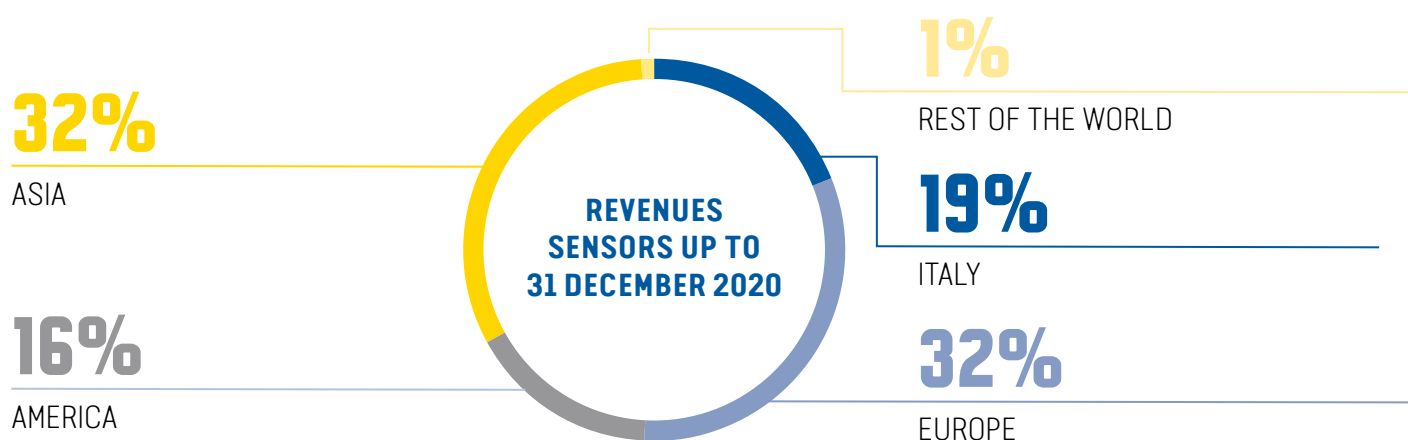 32%
ASIA
16%
AMERICA
REVENUES
SENSORS UP TO
31 DECEMBER 2020
1%
REST OF THE WORLD
19%
ITALY
32%
EUROPE